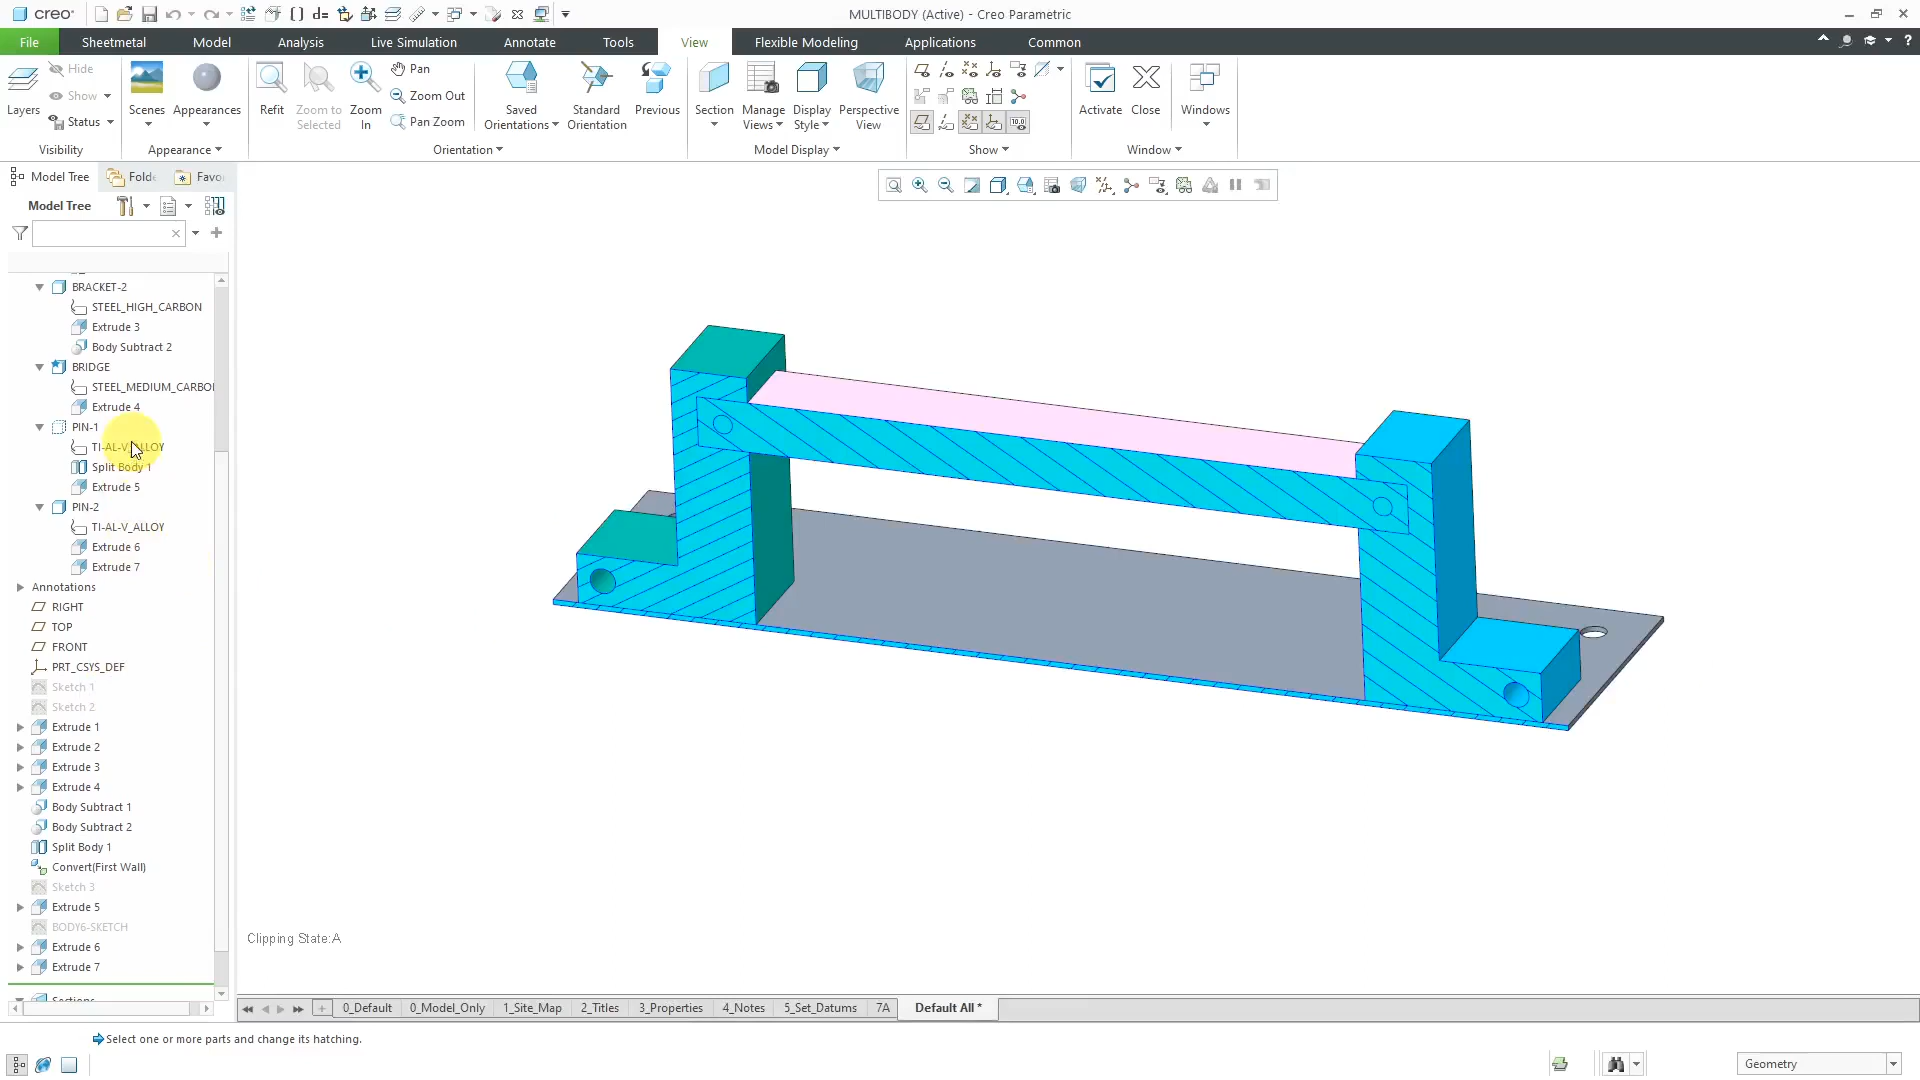 creo
MULTIBODY (Active) - Creo Parametric
File
Sheetmetal
Model
Analysis
Live Simulation
Annotate
Tools
View
Flexible Modeling
Applications
Common
Layers
Hide
Show
Status
Visibility
Scenes
Appearances
Appearance
Refit
Zoom to
Selected
Zoom
In
Pan
Zoom Out
Pan Zoom
Saved
Orientations
Standard
Orientation
Previous
Orientation
Section
Manage
Views
Display
Style
Perspective
View
Model Display
Show
Activate
Close
Windows
Window
Model Tree
Folde
Favor
Model Tree
BRACKET-2
STEEL_HIGH_CARBON
Extrude 3
Body Subtract 2
BRIDGE
STEEL_MEDIUM_CARBO
Extrude 4
PIN-1
TI-AL-V_ALLOY
Split Body 1
Extrude 5
PIN-2
TI-AL-V_ALLOY
Extrude 6
Extrude 7
Annotations
RIGHT
TOP
FRONT
PRT_CSYS_DEF
Sketch 1
Sketch 2
Extrude 1
Extrude 2
Extrude 3
Extrude 4
Body Subtract 1
Body Subtract 2
Split Body 1
Convert(First Wall)
Sketch 3
Extrude 5
BODY6-SKETCH
Extrude 6
Extrude 7
Sections
Clipping State:A
0_Default
0_Model_Only
1_Site_Map
2_Titles
3_Properties
4_Notes
5_Set_Datums
7A
Default All *
Select one or more parts and change its hatching.
Geometry